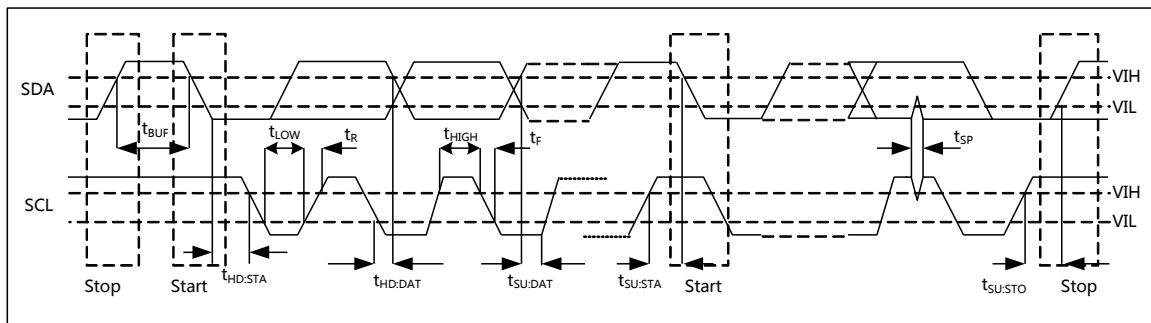 SDA
VIH
VIL
tBUF
tLOW
tR
tHIGH
tF
tSP
SCL
VIH
VIL
Stop
Start
tHD:STA
tHD:DAT
tSU:DAT
tSU:STA
Start
tSU:STO
Stop